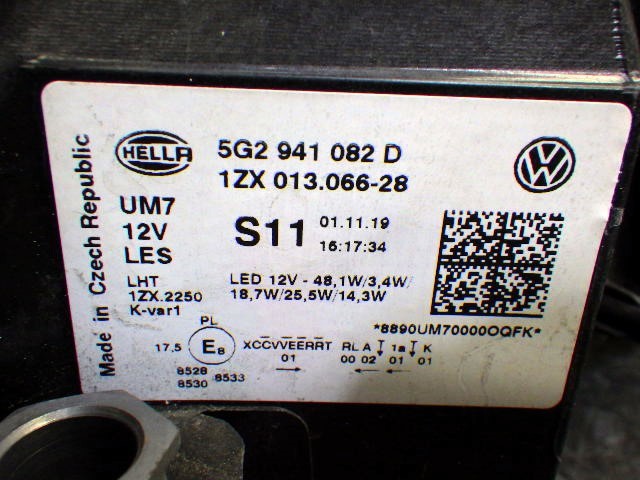 Made in Czech Republic
HELLA
5G2 941 082 D
1ZX 013.066-28
VW
UM7
12V
LES
S11
01.11.19
16:17:34
LHT
1ZX.2250
K-var1
LED 12V - 48,1W/3,4W/
18,7W/25,5W/14,3W
*8890UM70000OQFK*
PL
17.5 E8 XCCVVEERRT RL A 1a K
01 00 02 01 01
8528
8530 8533